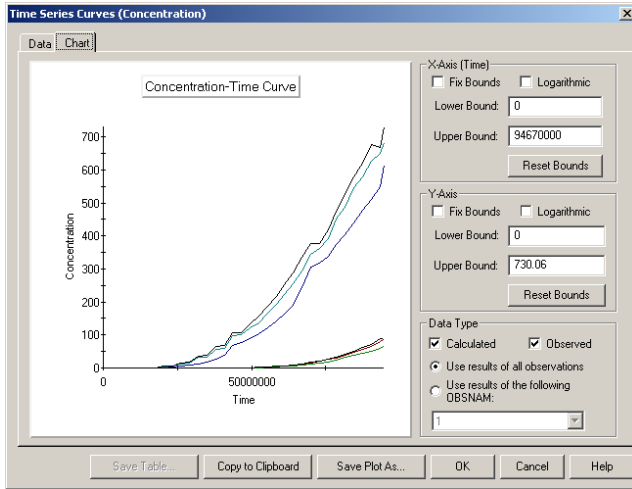 Time Series Curves (Concentration)
Data Chart
Concentration-Time Curve
700
600
500
400
300
200
100
0
Concentration
0 50000000
Time
X-Axis (Time)
Fix Bounds Logarithmic
Lower Bound: 0
Upper Bound: 94670000
Reset Bounds
Y-Axis
Fix Bounds Logarithmic
Lower Bound: 0
Upper Bound: 730.06
Reset Bounds
Data Type
Calculated Observed
Use results of all observations
Use results of the following
OBSNAM:
1
Save Table... Copy to Clipboard Save Plot As... OK Cancel Help